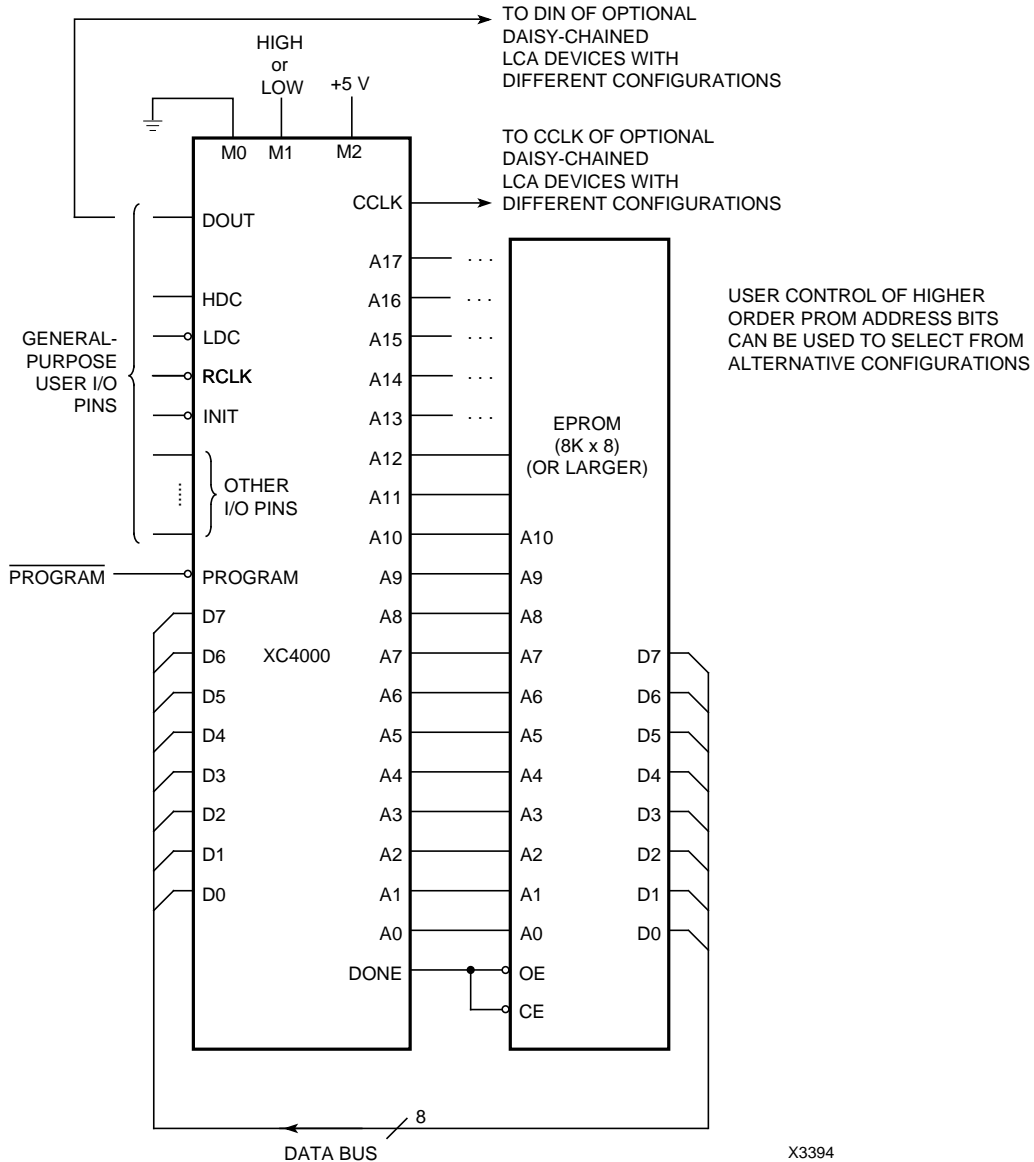 TO DIN OF OPTIONAL
DAISY-CHAINED
LCA DEVICES WITH
DIFFERENT CONFIGURATIONS
HIGH
or
LOW
+5 V
M0 M1 M2
TO CCLK OF OPTIONAL
DAISY-CHAINED
LCA DEVICES WITH
DIFFERENT CONFIGURATIONS
CCLK
DOUT
A17 . . .
HDC
A16 . . .
LDC
A15 . . .
RCLK
A14 . . .
INIT
A13 . . .
GENERAL-
PURPOSE
USER I/O
PINS
USER CONTROL OF HIGHER
ORDER PROM ADDRESS BITS
CAN BE USED TO SELECT FROM
ALTERNATIVE CONFIGURATIONS
EPROM
(8K x 8)
(OR LARGER)
A12
OTHER
I/O PINS
A11
A10 A10
PROGRAM PROGRAM A9 A9
D7 A8 A8
D6 XC4000 A7 A7 D7
D5 A6 A6 D6
D4 A5 A5 D5
D3 A4 A4 D4
D2 A3 A3 D3
D1 A2 A2 D2
D0 A1 A1 D1
A0 A0 D0
DONE OE
CE
8
DATA BUS
X3394